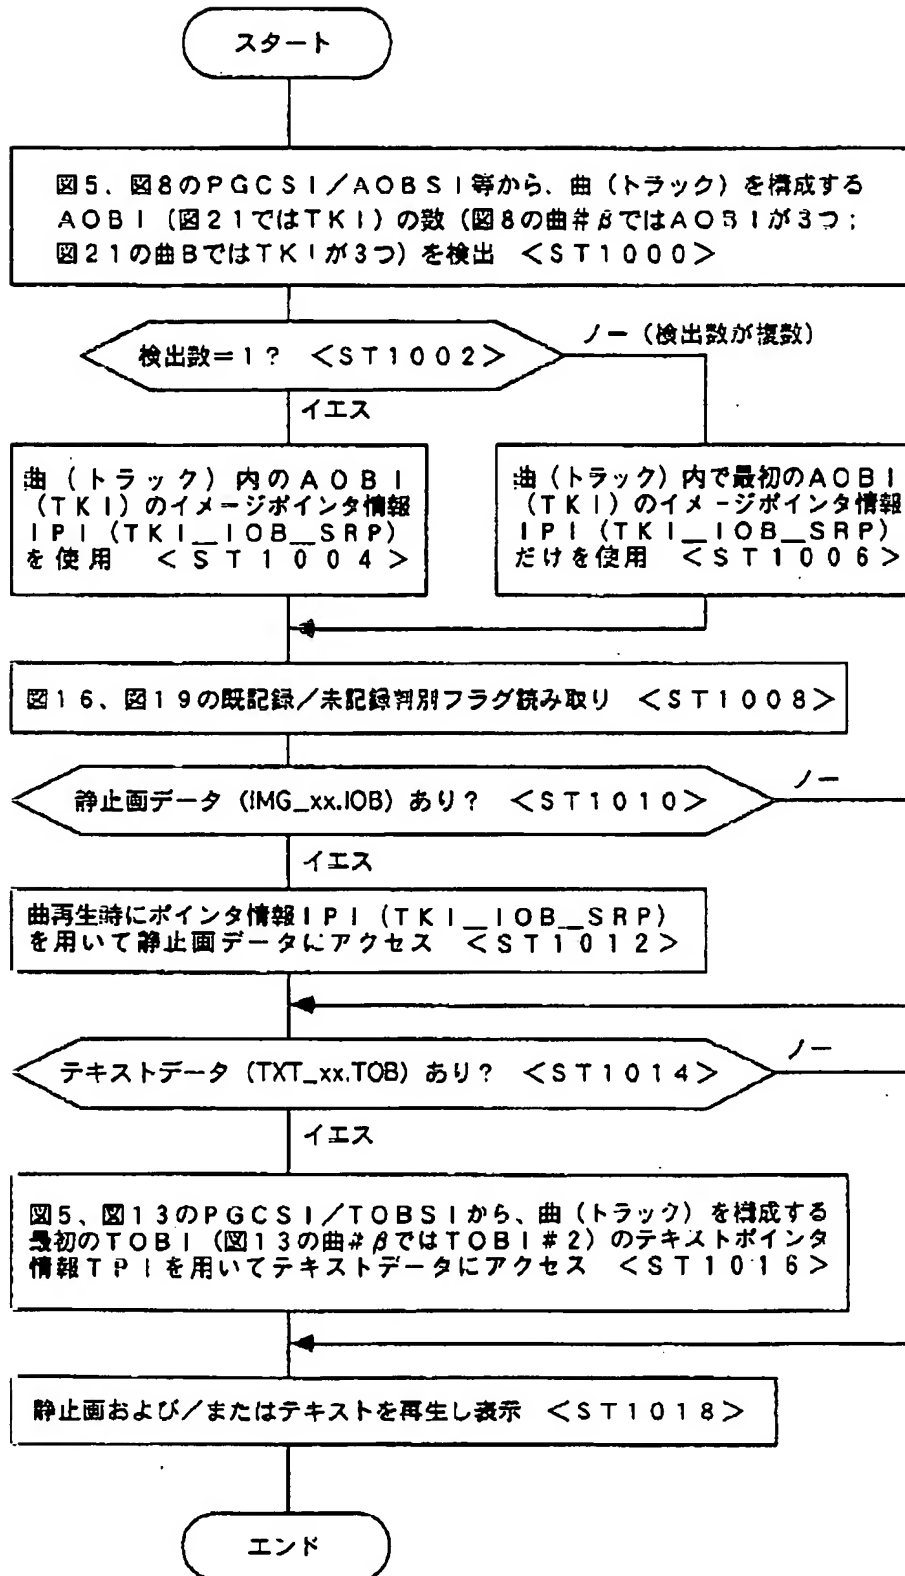 スタート
図5、図8のPGCSI/AOBSI等から、曲(トラック)を構成する
AOBI(図21ではTKI)の数(図8の曲#βではAOBIが3つ;
図21の曲BではTKIが3つ)を検出 <ST1000>
検出数=1? <ST1002>
ノー(検出数が複数)
イエス
曲(トラック)内のAOBI
(TKI)のイメージポインタ情報
IPI(TKI_IOB_SRP)
を使用 <ST1004>
曲(トラック)内で最初のAOBI
(TKI)のイメージポインタ情報
IPI(TKI_IOB_SRP)
だけを使用 <ST1006>
図16、図19の既記録/未記録判別フラグ読み取り <ST1008>
静止画データ(IMG_xx.IOB)あり? <ST1010>
ノー
イエス
曲再生時にポインタ情報IPI(TKI_IOB_SRP)
を用いて静止画データにアクセス <ST1012>
テキストデータ(TXT_xx.TOB)あり? <ST1014>
ノー
イエス
図5、図13のPGCSI/TOBSIから、曲(トラック)を構成する
最初のTOBI(図13の曲#βではTOBI#2)のテキストポインタ
情報TPIを用いてテキストデータにアクセス <ST1016>
静止画および/またはテキストを再生し表示 <ST1018>
エンド